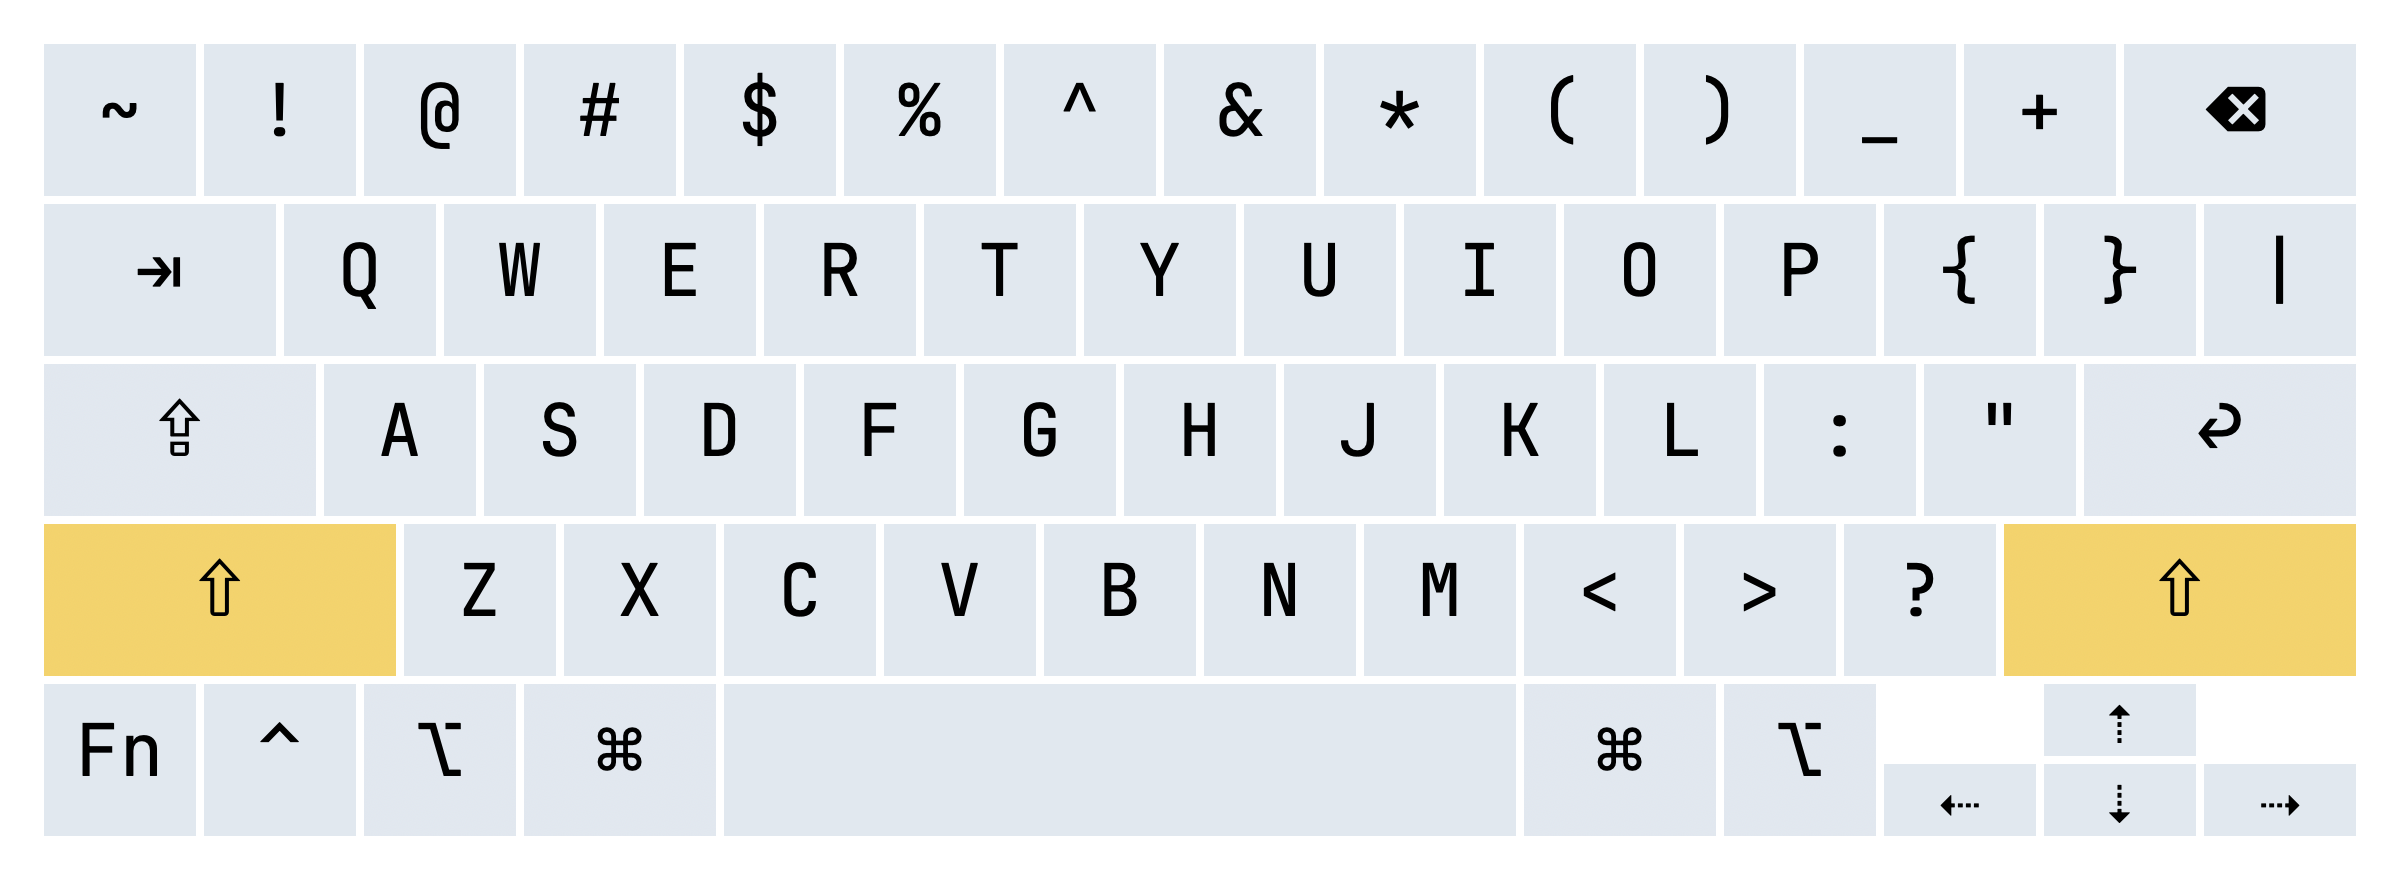 ~ ! @ # $ % ^ & * ( ) _ + ⌫
⇥ Q W E R T Y U I O P { } |
⇪ A S D F G H J K L : " ↩
⇧ Z X C V B N M < > ? ⇧
Fn ^ ⌥ ⌘ ⌘ ⌥ ⇡
⇠ ⇣ ⇢